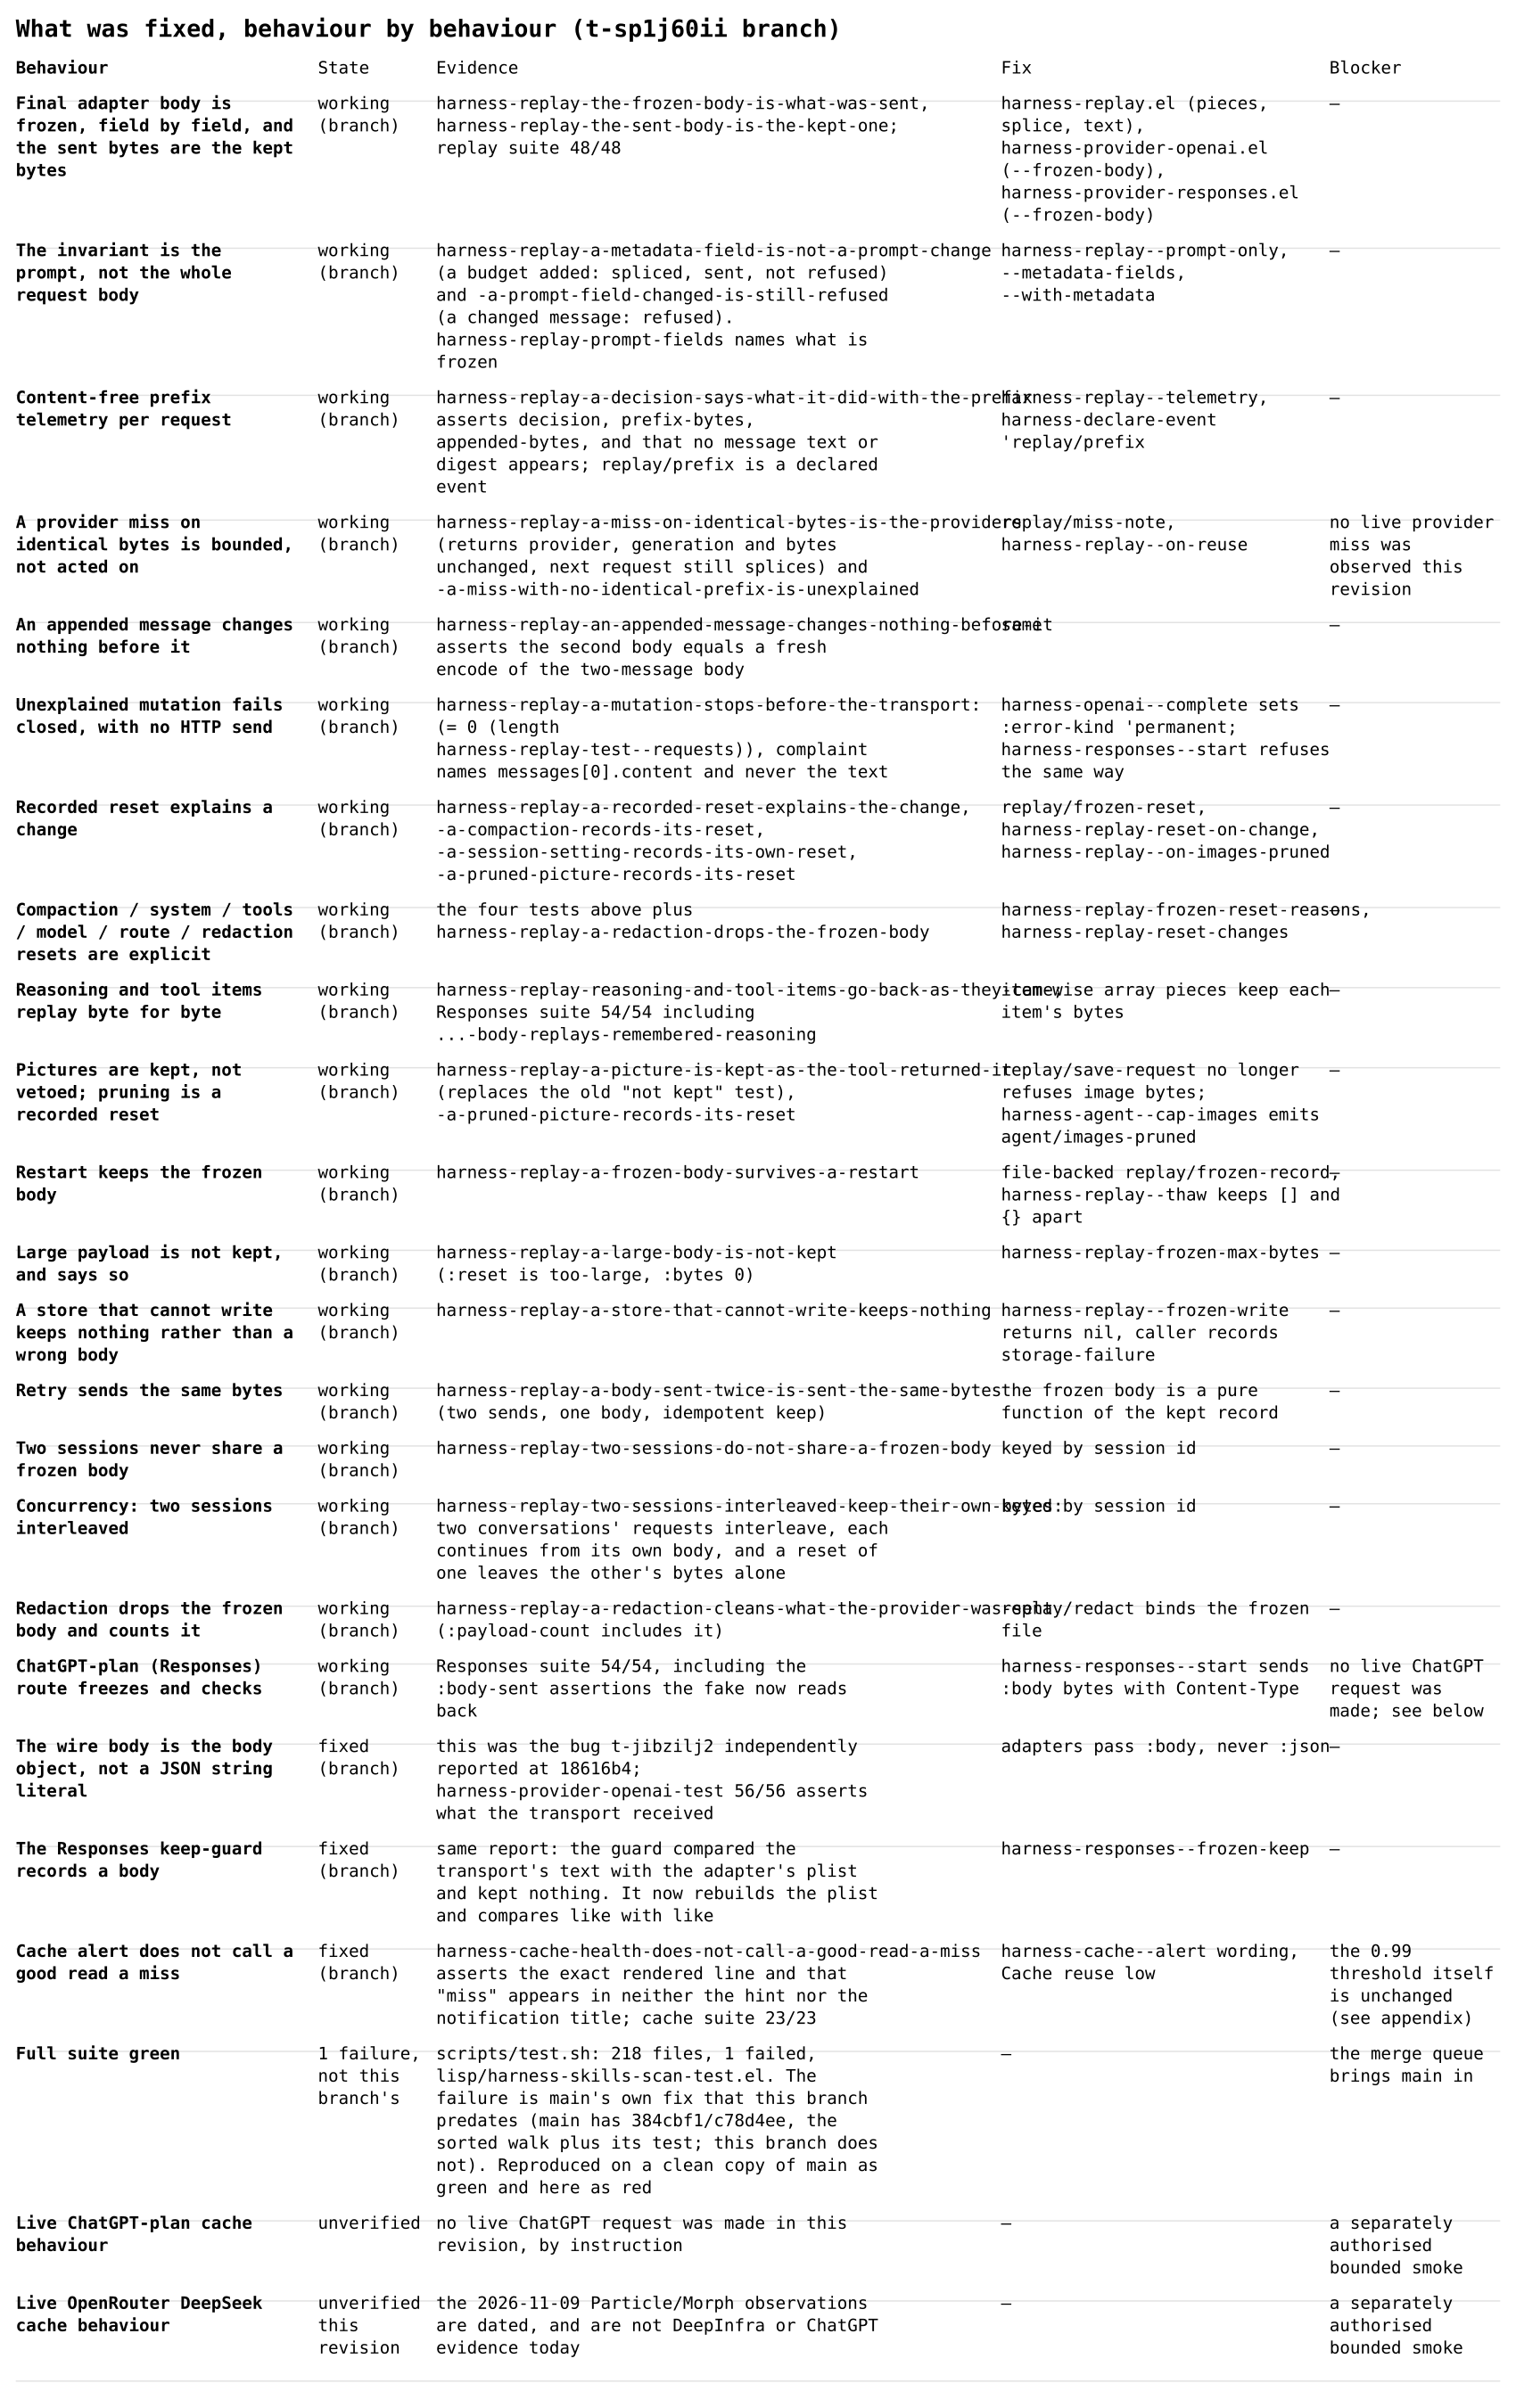 What was fixed, behaviour by behaviour (t-sp1j60ii branch)
Behaviour
State
Evidence
Fix
Blocker
Final adapter body is
frozen, field by field, and
the sent bytes are the kept
bytes
working
(branch)
harness-replay-the-frozen-body-is-what-was-sent,
harness-replay-the-sent-body-is-the-kept-one;
replay suite 48/48
harness-replay.el (pieces,
splice, text),
harness-provider-openai.el
(--frozen-body),
harness-provider-responses.el
(--frozen-body)
—
The invariant is the
prompt, not the whole
request body
working
(branch)
harness-replay-a-metadata-field-is-not-a-prompt-change
(a budget added: spliced, sent, not refused)
and -a-prompt-field-changed-is-still-refused
(a changed message: refused).
harness-replay-prompt-fields names what is
frozen
harness-replay--prompt-only,
--metadata-fields,
--with-metadata
—
Content-free prefix
telemetry per request
working
(branch)
harness-replay-a-decision-says-what-it-did-with-the-prefix
asserts decision, prefix-bytes,
appended-bytes, and that no message text or
digest appears; replay/prefix is a declared
event
harness-replay--telemetry,
harness-declare-event
'replay/prefix
—
A provider miss on
identical bytes is bounded,
not acted on
working
(branch)
harness-replay-a-miss-on-identical-bytes-is-the-providers
(returns provider, generation and bytes
unchanged, next request still splices) and
-a-miss-with-no-identical-prefix-is-unexplained
replay/miss-note,
harness-replay--on-reuse
no live provider
miss was
observed this
revision
An appended message changes
nothing before it
working
(branch)
harness-replay-an-appended-message-changes-nothing-before-it
asserts the second body equals a fresh
encode of the two-message body
same
—
Unexplained mutation fails
closed, with no HTTP send
working
(branch)
harness-replay-a-mutation-stops-before-the-transport:
(= 0 (length
harness-replay-test--requests)), complaint
names messages[0].content and never the text
harness-openai--complete sets
:error-kind 'permanent;
harness-responses--start refuses
the same way
—
Recorded reset explains a
change
working
(branch)
harness-replay-a-recorded-reset-explains-the-change,
-a-compaction-records-its-reset,
-a-session-setting-records-its-own-reset,
-a-pruned-picture-records-its-reset
replay/frozen-reset,
harness-replay-reset-on-change,
harness-replay--on-images-pruned
—
Compaction / system / tools
/ model / route / redaction
resets are explicit
working
(branch)
the four tests above plus
harness-replay-a-redaction-drops-the-frozen-body
harness-replay-frozen-reset-reasons,
harness-replay-reset-changes
—
Reasoning and tool items
replay byte for byte
working
(branch)
harness-replay-reasoning-and-tool-items-go-back-as-they-came,
Responses suite 54/54 including
...-body-replays-remembered-reasoning
item-wise array pieces keep each
item's bytes
—
Pictures are kept, not
vetoed; pruning is a
recorded reset
working
(branch)
harness-replay-a-picture-is-kept-as-the-tool-returned-it
(replaces the old "not kept" test),
-a-pruned-picture-records-its-reset
replay/save-request no longer
refuses image bytes;
harness-agent--cap-images emits
agent/images-pruned
—
Restart keeps the frozen
body
working
(branch)
harness-replay-a-frozen-body-survives-a-restart
file-backed replay/frozen-record,
harness-replay--thaw keeps [] and
{} apart
—
Large payload is not kept,
and says so
working
(branch)
harness-replay-a-large-body-is-not-kept
(:reset is too-large, :bytes 0)
harness-replay-frozen-max-bytes
—
A store that cannot write
keeps nothing rather than a
wrong body
working
(branch)
harness-replay-a-store-that-cannot-write-keeps-nothing
harness-replay--frozen-write
returns nil, caller records
storage-failure
—
Retry sends the same bytes
working
(branch)
harness-replay-a-body-sent-twice-is-sent-the-same-bytes
(two sends, one body, idempotent keep)
the frozen body is a pure
function of the kept record
—
Two sessions never share a
frozen body
working
(branch)
harness-replay-two-sessions-do-not-share-a-frozen-body
keyed by session id
—
Concurrency: two sessions
interleaved
working
(branch)
harness-replay-two-sessions-interleaved-keep-their-own-bytes:
two conversations' requests interleave, each
continues from its own body, and a reset of
one leaves the other's bytes alone
keyed by session id
—
Redaction drops the frozen
body and counts it
working
(branch)
harness-replay-a-redaction-cleans-what-the-provider-was-sent
(:payload-count includes it)
replay/redact binds the frozen
file
—
ChatGPT-plan (Responses)
route freezes and checks
working
(branch)
Responses suite 54/54, including the
:body-sent assertions the fake now reads
back
harness-responses--start sends
:body bytes with Content-Type
no live ChatGPT
request was
made; see below
The wire body is the body
object, not a JSON string
literal
fixed
(branch)
this was the bug t-jibzilj2 independently
reported at 18616b4;
harness-provider-openai-test 56/56 asserts
what the transport received
adapters pass :body, never :json
—
The Responses keep-guard
records a body
fixed
(branch)
same report: the guard compared the
transport's text with the adapter's plist
and kept nothing. It now rebuilds the plist
and compares like with like
harness-responses--frozen-keep
—
Cache alert does not call a
good read a miss
fixed
(branch)
harness-cache-health-does-not-call-a-good-read-a-miss
asserts the exact rendered line and that
"miss" appears in neither the hint nor the
notification title; cache suite 23/23
harness-cache--alert wording,
Cache reuse low
the 0.99
threshold itself
is unchanged
(see appendix)
Full suite green
1 failure,
not this
branch's
scripts/test.sh: 218 files, 1 failed,
lisp/harness-skills-scan-test.el. The
failure is main's own fix that this branch
predates (main has 384cbf1/c78d4ee, the
sorted walk plus its test; this branch does
not). Reproduced on a clean copy of main as
green and here as red
—
the merge queue
brings main in
Live ChatGPT-plan cache
behaviour
unverified
no live ChatGPT request was made in this
revision, by instruction
—
a separately
authorised
bounded smoke
Live OpenRouter DeepSeek
cache behaviour
unverified
this
revision
the 2026-11-09 Particle/Morph observations
are dated, and are not DeepInfra or ChatGPT
evidence today
—
a separately
authorised
bounded smoke